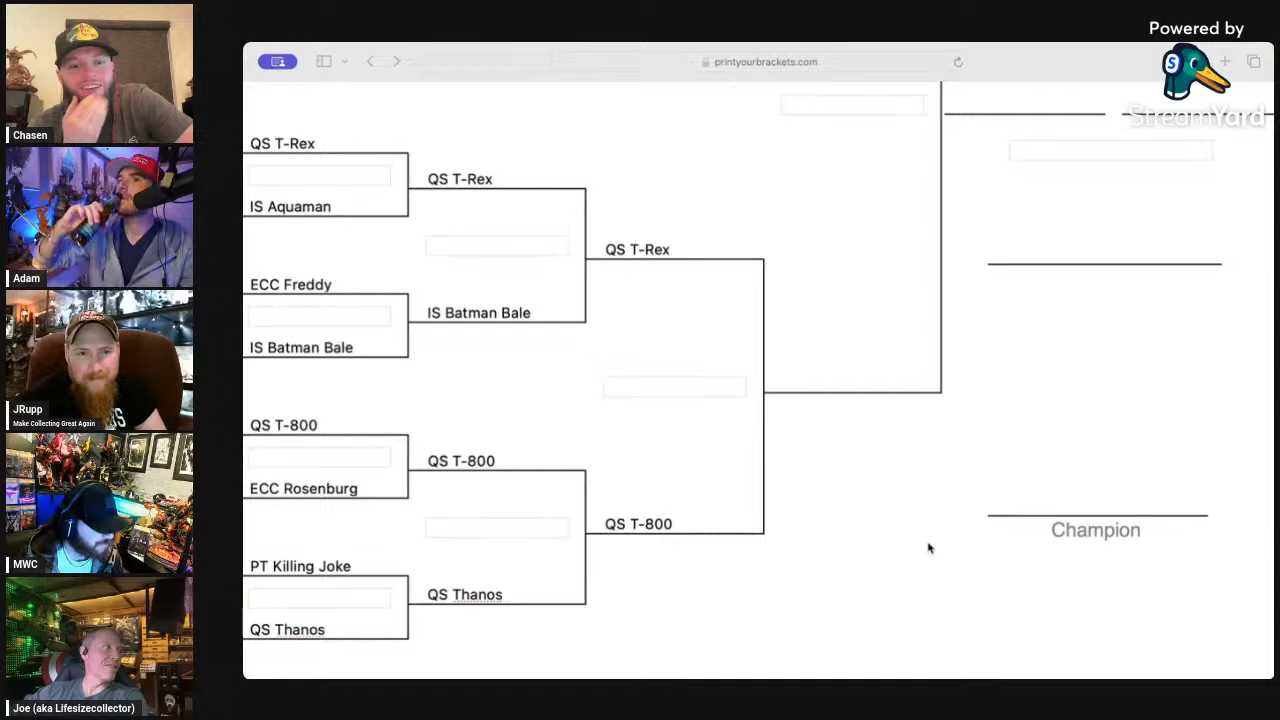 Powered by
StreamYard
printyourbrackets.com
QS T-Rex
IS Aquaman
ECC Freddy
IS Batman Bale
QS T-800
ECC Rosenburg
PT Killing Joke
QS Thanos
QS T-Rex
IS Batman Bale
QS T-800
QS Thanos
QS T-Rex
QS T-800
Champion
Chasen
Adam
JRupp
Make Collecting Great Again
MWC
Joe (aka Lifesizecollector)